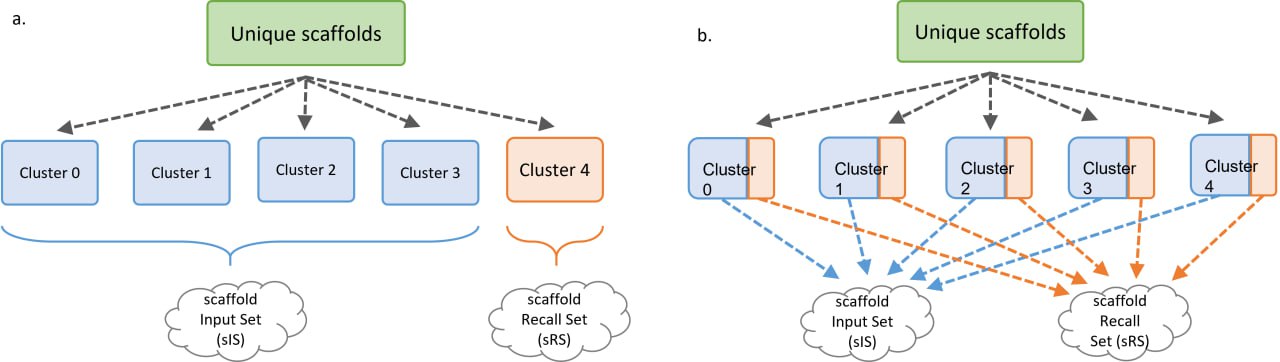 a.
Unique scaffolds
Cluster 0
Cluster 1
Cluster 2
Cluster 3
Cluster 4
scaffold
Input Set
(sIS)
scaffold
Recall Set
(sRS)
b.
Unique scaffolds
Cluster
0
Cluster
1
Cluster
2
Cluster
3
Cluster
4
scaffold
Input Set
(sIS)
scaffold
Recall
Set (sRS)